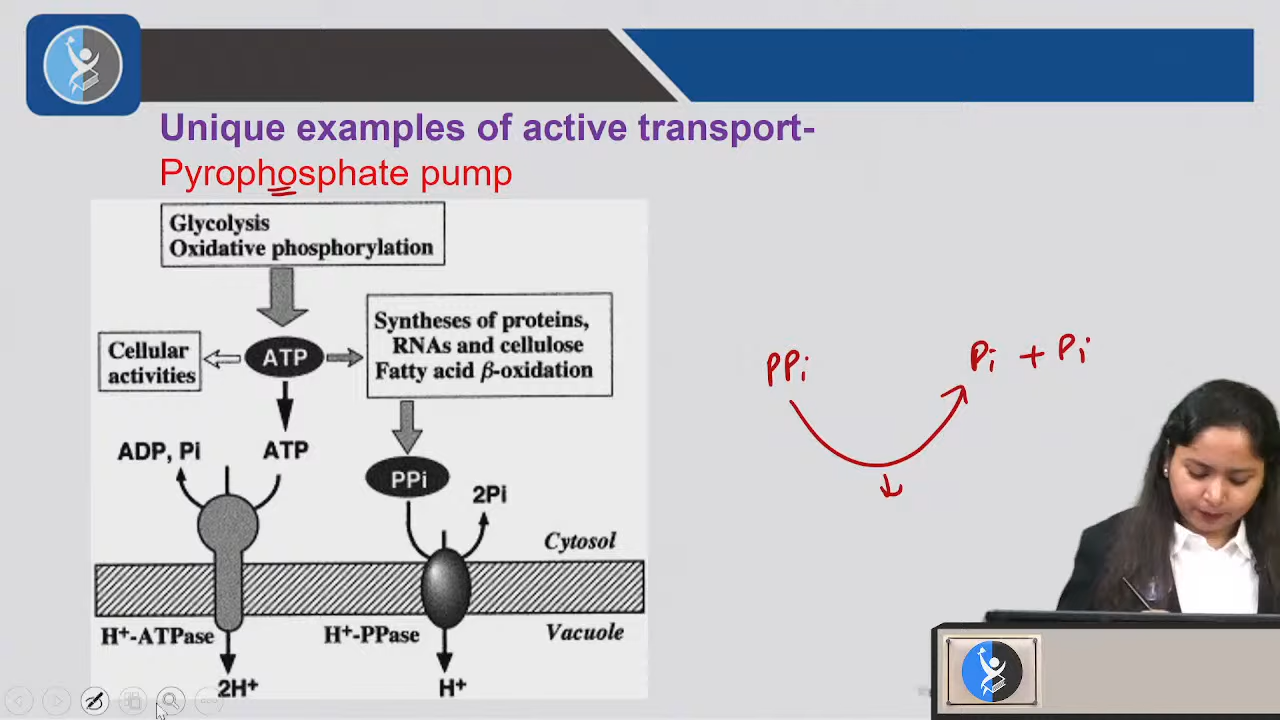 Unique examples of active transport-
Pyrophosphate pump
Glycolysis
Oxidative phosphorylation
Cellular
activities
ATP
Syntheses of proteins,
RNAs and cellulose
Fatty acid β-oxidation
ADP, Pi
ATP
PPi
2Pi
Cytosol
H+-ATPase
H+-PPase
Vacuole
2H+
H+
PPi
Pi + Pi